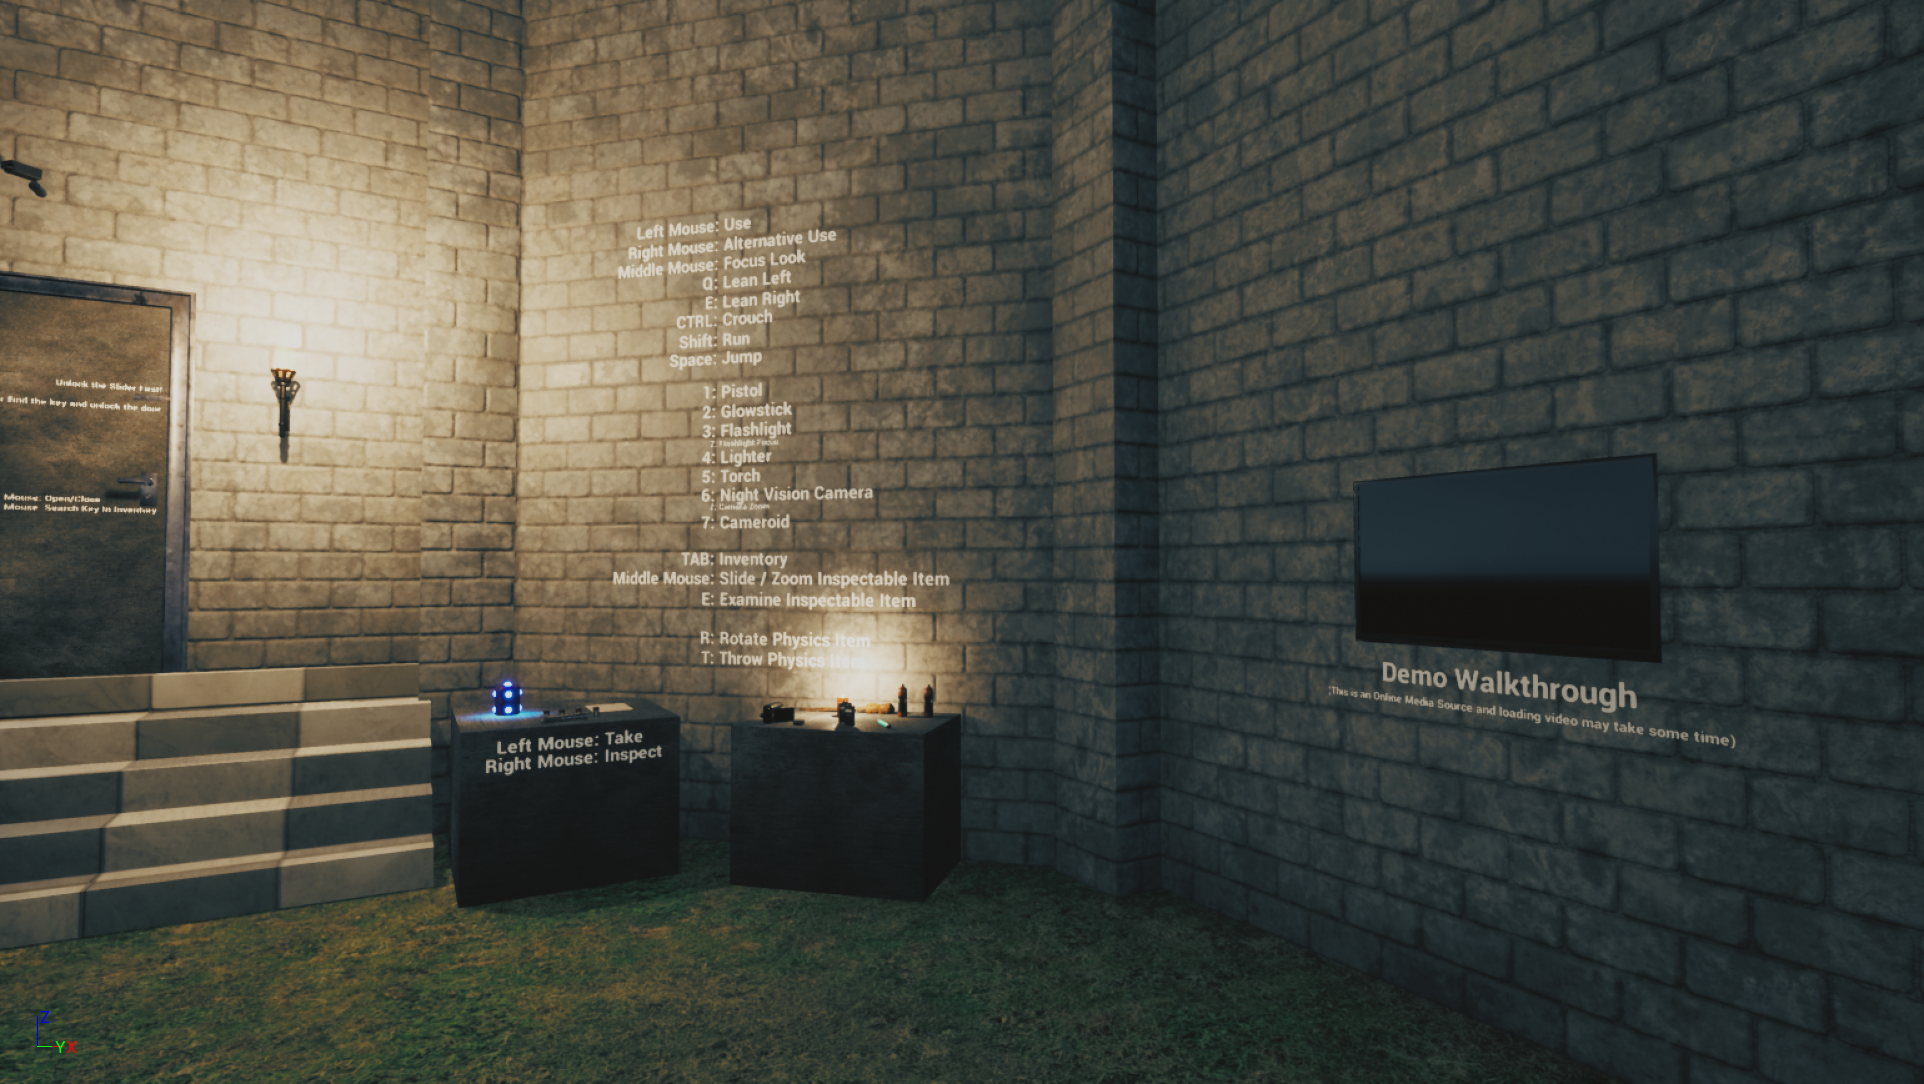 Left Mouse: Use
Right Mouse: Alternative Use
Middle Mouse: Focus Look
Q: Lean Left
E: Lean Right
CTRL: Crouch
Shift: Run
Space: Jump
1: Pistol
2: Glowstick
3: Flashlight
Z: Flashlight Focus
4: Lighter
5: Torch
6: Night Vision Camera
Z: Camera Zoom
7: Cameroid
TAB: Inventory
Middle Mouse: Slide / Zoom Inspectable Item
E: Examine Inspectable Item
R: Rotate Physics Item
T: Throw Physics
Unlock the Slider First!
find the key and unlock the door
Mouse: Open/Close
Mouse: Search Key in Inventory
Left Mouse: Take
Right Mouse: Inspect
Demo Walkthrough
(This is an Online Media Source and loading video may take some time)
Z
Y X